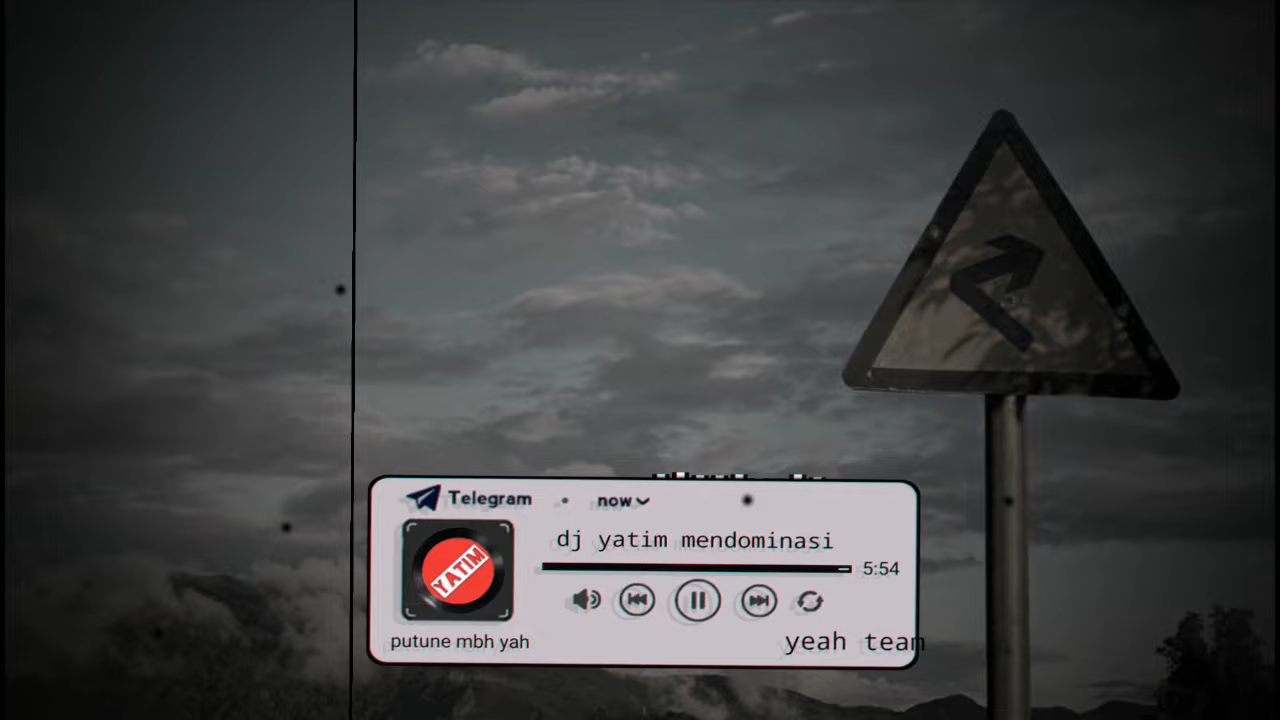 Telegram
now
YATIM
dj yatim mendominasi
5:54
putune mbh yah
yeah team